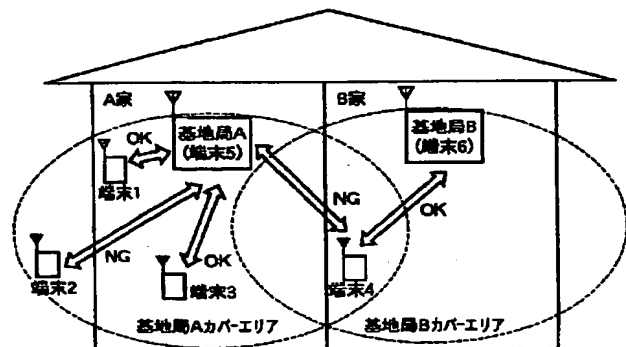 A家
B家
基地局A
(端末5)
基地局B
(端末6)
OK
端末1
NG
OK
NG
OK
端末2
端末3
端末4
基地局Aカバーエリア
基地局Bカバーエリア